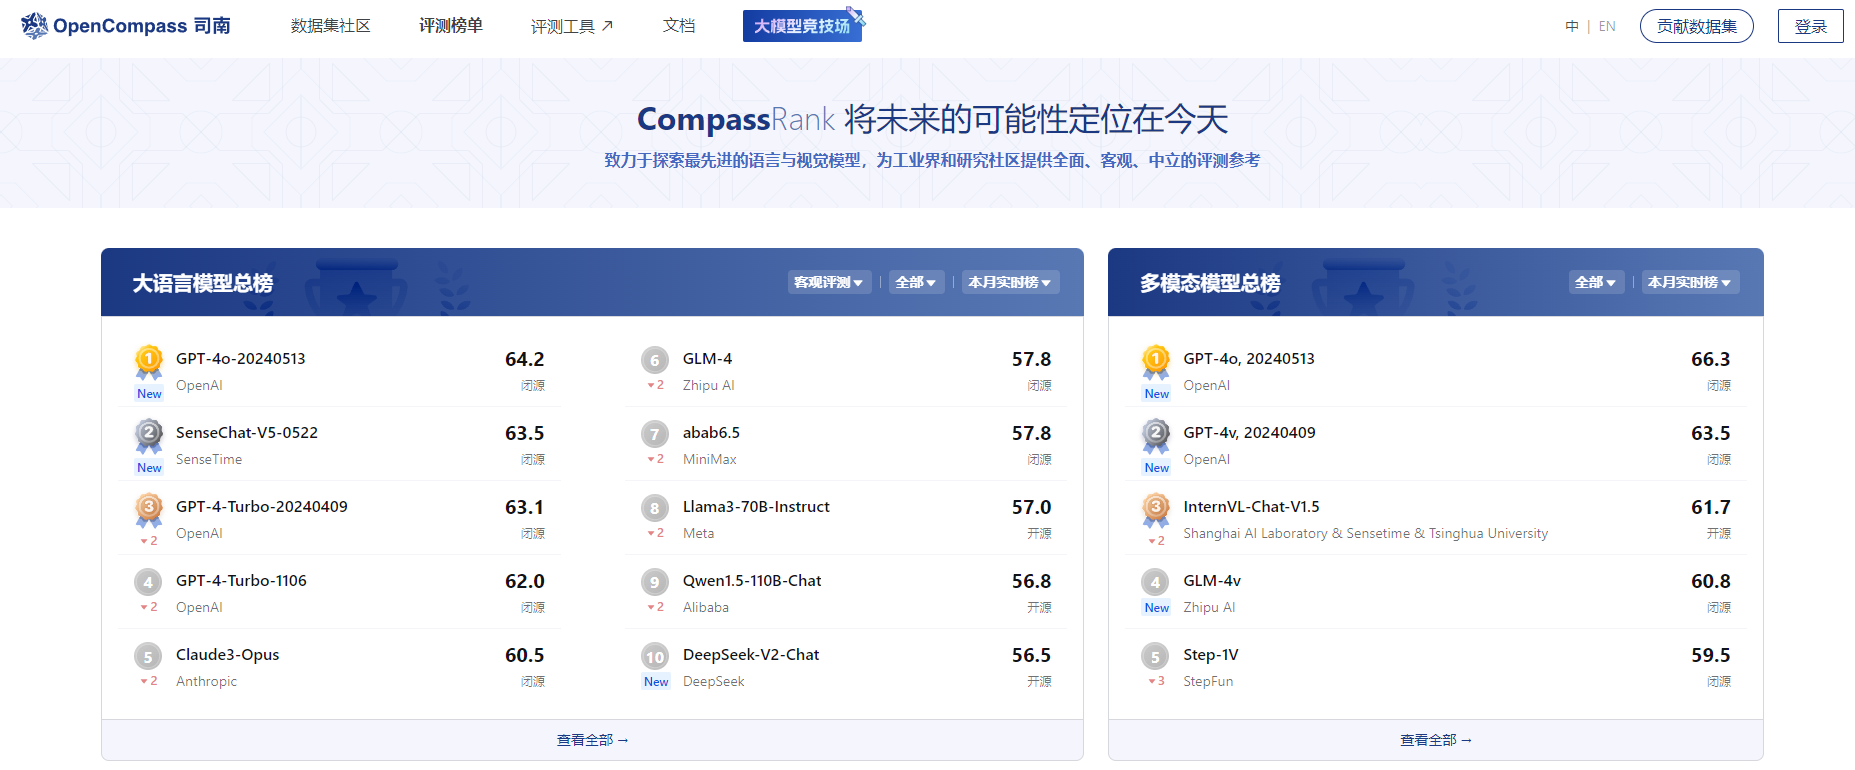 OpenCompass 司南
数据集社区
评测榜单
评测工具 ↗
文档
大模型竞技场
中 | EN
贡献数据集
登录
CompassRank 将未来的可能性定位在今天
致力于探索最先进的语言与视觉模型，为工业界和研究社区提供全面、客观、中立的评测参考
大语言模型总榜
客观评测▼ | 全部▼ | 本月实时榜▼
1 GPT-4o-20240513 64.2
New OpenAI 闭源
2 SenseChat-V5-0522 63.5
New SenseTime 闭源
3 GPT-4-Turbo-20240409 63.1
▼2 OpenAI 闭源
4 GPT-4-Turbo-1106 62.0
▼2 OpenAI 闭源
5 Claude3-Opus 60.5
▼2 Anthropic 闭源
6 GLM-4 57.8
▼2 Zhipu AI 闭源
7 abab6.5 57.8
▼2 MiniMax 闭源
8 Llama3-70B-Instruct 57.0
▼2 Meta 开源
9 Qwen1.5-110B-Chat 56.8
▼2 Alibaba 开源
10 DeepSeek-V2-Chat 56.5
New DeepSeek 开源
查看全部 →
多模态模型总榜
全部▼ | 本月实时榜▼
1 GPT-4o, 20240513 66.3
New OpenAI 闭源
2 GPT-4v, 20240409 63.5
New OpenAI 闭源
3 InternVL-Chat-V1.5 61.7
▼2 Shanghai AI Laboratory & Sensetime & Tsinghua University 开源
4 GLM-4v 60.8
New Zhipu AI 闭源
5 Step-1V 59.5
▼3 StepFun 闭源
查看全部 →